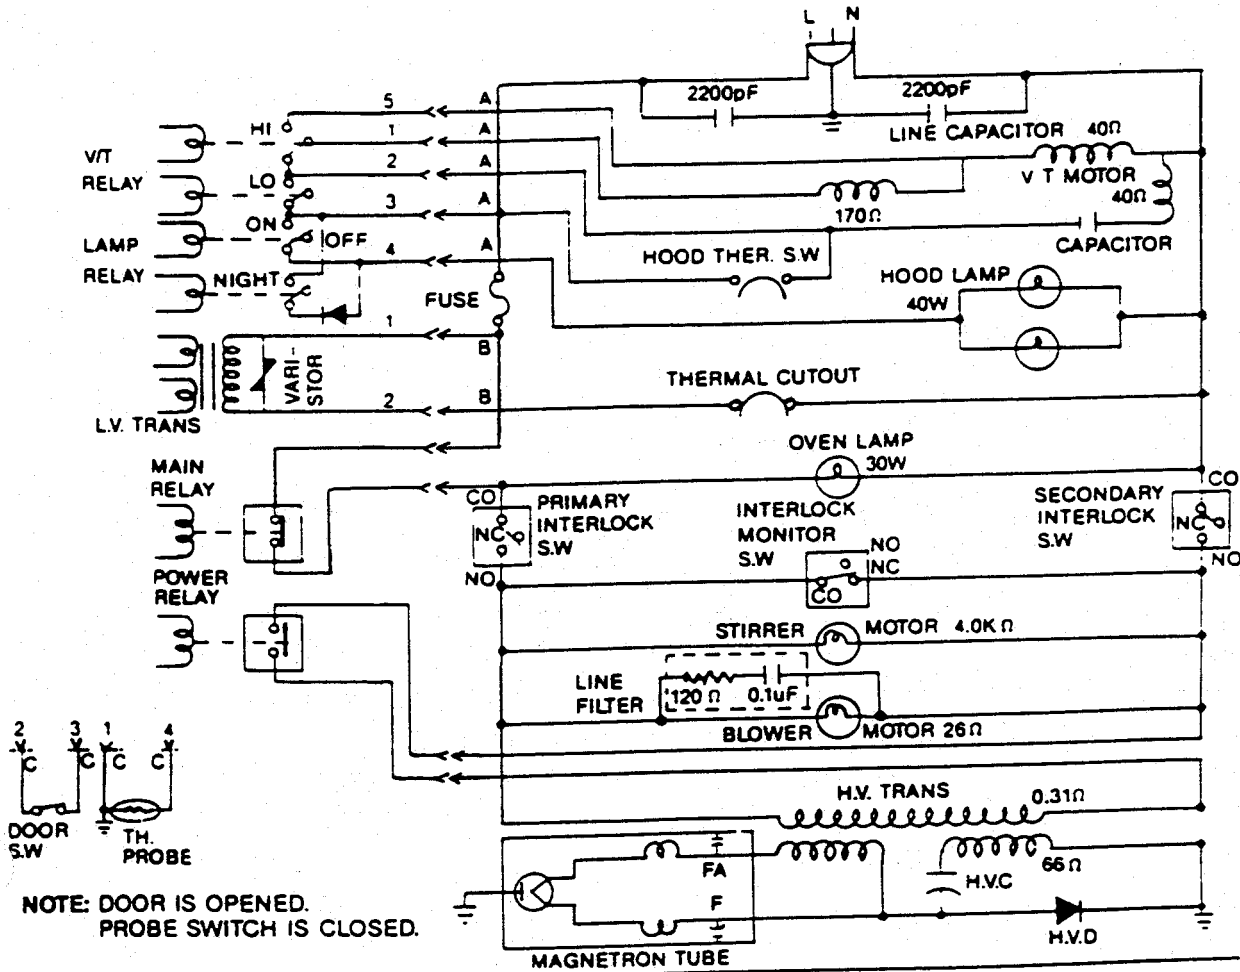 L N
2200pF 2200pF
LINE CAPACITOR
40Ω
V T MOTOR
40Ω
170Ω
CAPACITOR
5 A
HI
1 A
V/T
RELAY
2 A
LO
3 A
ON
LAMP
RELAY
OFF
4 A
NIGHT
HOOD THER. S.W
HOOD LAMP
40W
FUSE
1 B
VARI-
STOR
2 B
L.V. TRANS
THERMAL CUTOUT
OVEN LAMP
30W
MAIN
RELAY
CO
NC
NO
PRIMARY
INTERLOCK
S.W
INTERLOCK
MONITOR
S.W
NO
NC
CO
SECONDARY
INTERLOCK
S.W
CO
NC
NO
POWER
RELAY
STIRRER MOTOR 4.0KΩ
LINE
FILTER
120 Ω 0.1uF
BLOWER MOTOR 26Ω
2 3 1 4
C C C C
DOOR
S.W
TH.
PROBE
H.V. TRANS
0.31Ω
FA
66Ω
H.V.C
F
H.V.D
MAGNETRON TUBE
NOTE: DOOR IS OPENED.
PROBE SWITCH IS CLOSED.